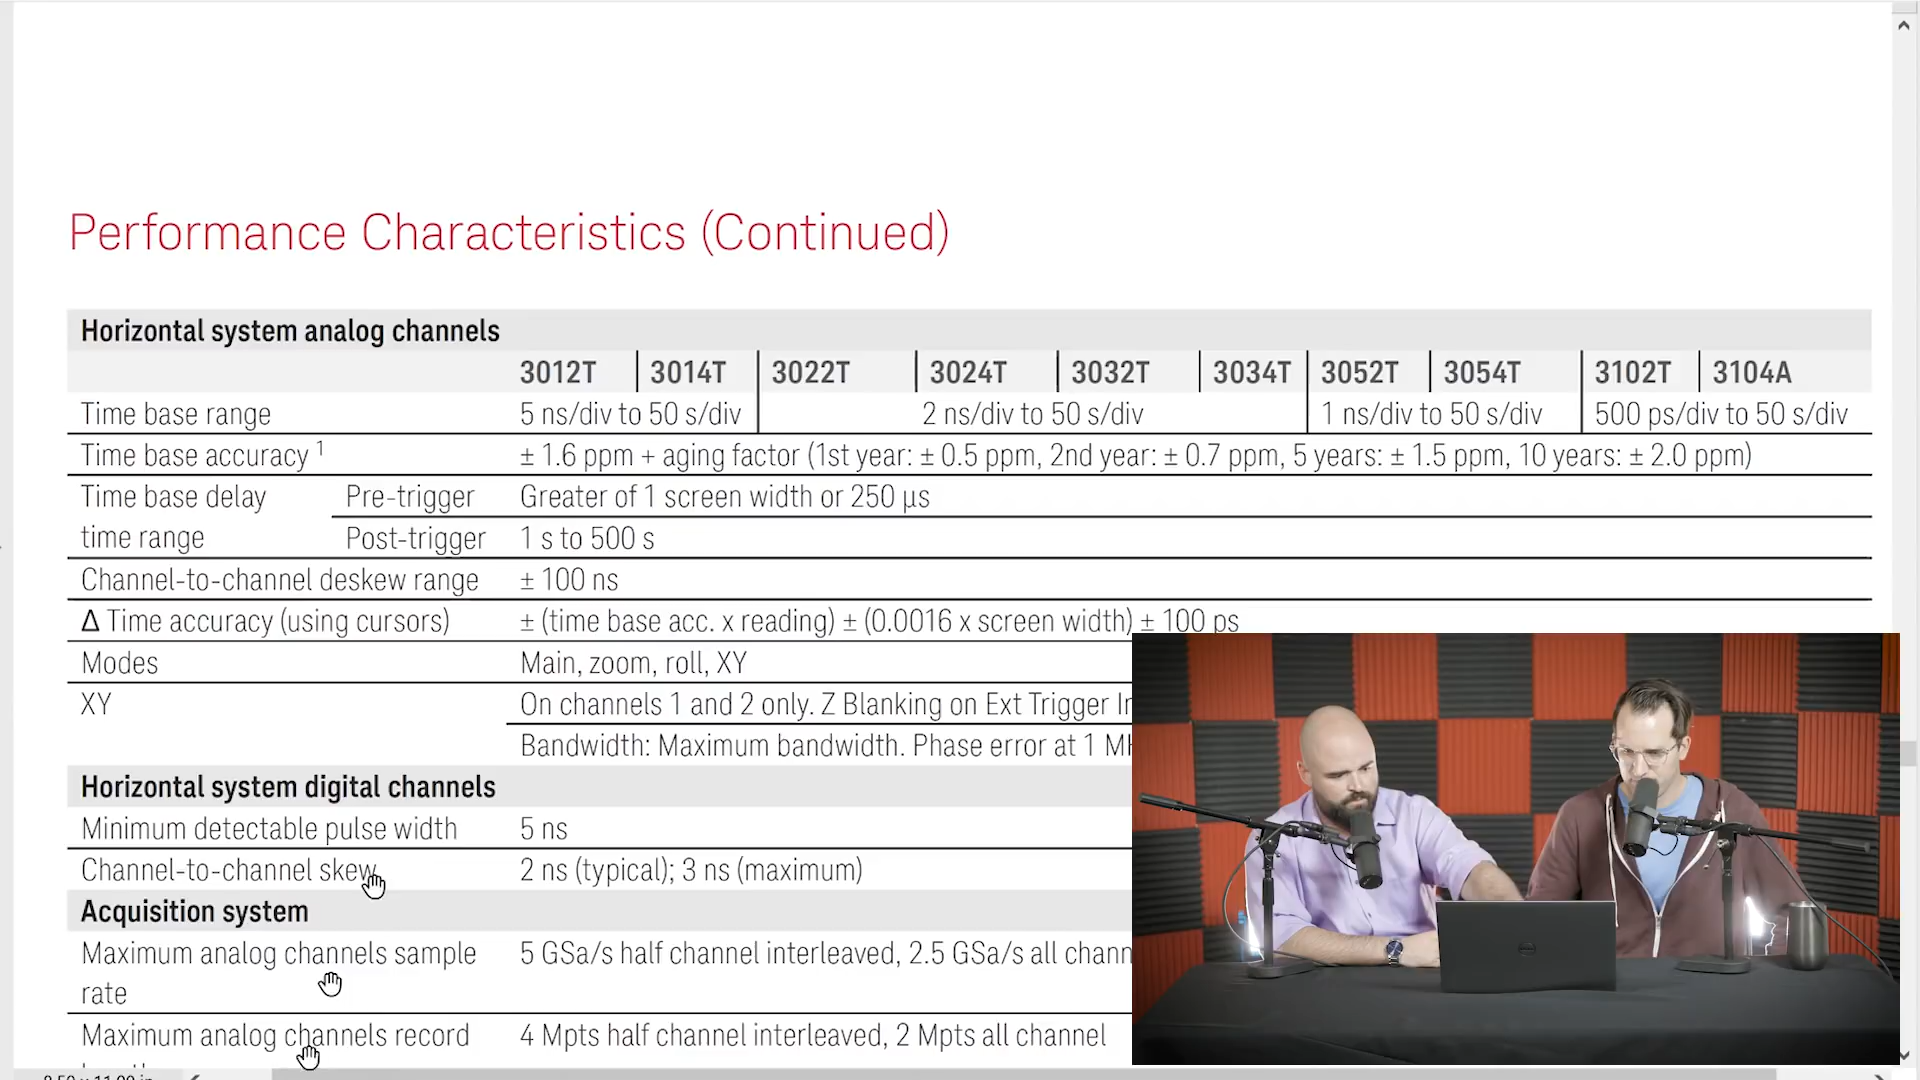 Performance Characteristics (Continued)
Horizontal system analog channels
3012T 3014T 3022T 3024T 3032T 3034T 3052T 3054T 3102T 3104A
Time base range 5 ns/div to 50 s/div 2 ns/div to 50 s/div 1 ns/div to 50 s/div 500 ps/div to 50 s/div
Time base accuracy 1 ± 1.6 ppm + aging factor (1st year: ± 0.5 ppm, 2nd year: ± 0.7 ppm, 5 years: ± 1.5 ppm, 10 years: ± 2.0 ppm)
Time base delay Pre-trigger Greater of 1 screen width or 250 µs
time range Post-trigger 1 s to 500 s
Channel-to-channel deskew range ± 100 ns
Δ Time accuracy (using cursors) ± (time base acc. x reading) ± (0.0016 x screen width) ± 100 ps
Modes Main, zoom, roll, XY
XY On channels 1 and 2 only. Z Blanking on Ext Trigger
Bandwidth: Maximum bandwidth. Phase error at 1
Horizontal system digital channels
Minimum detectable pulse width 5 ns
Channel-to-channel skew 2 ns (typical); 3 ns (maximum)
Acquisition system
Maximum analog channels sample 5 GSa/s half channel interleaved, 2.5 GSa/s all
rate
Maximum analog channels record 4 Mpts half channel interleaved, 2 Mpts all channel